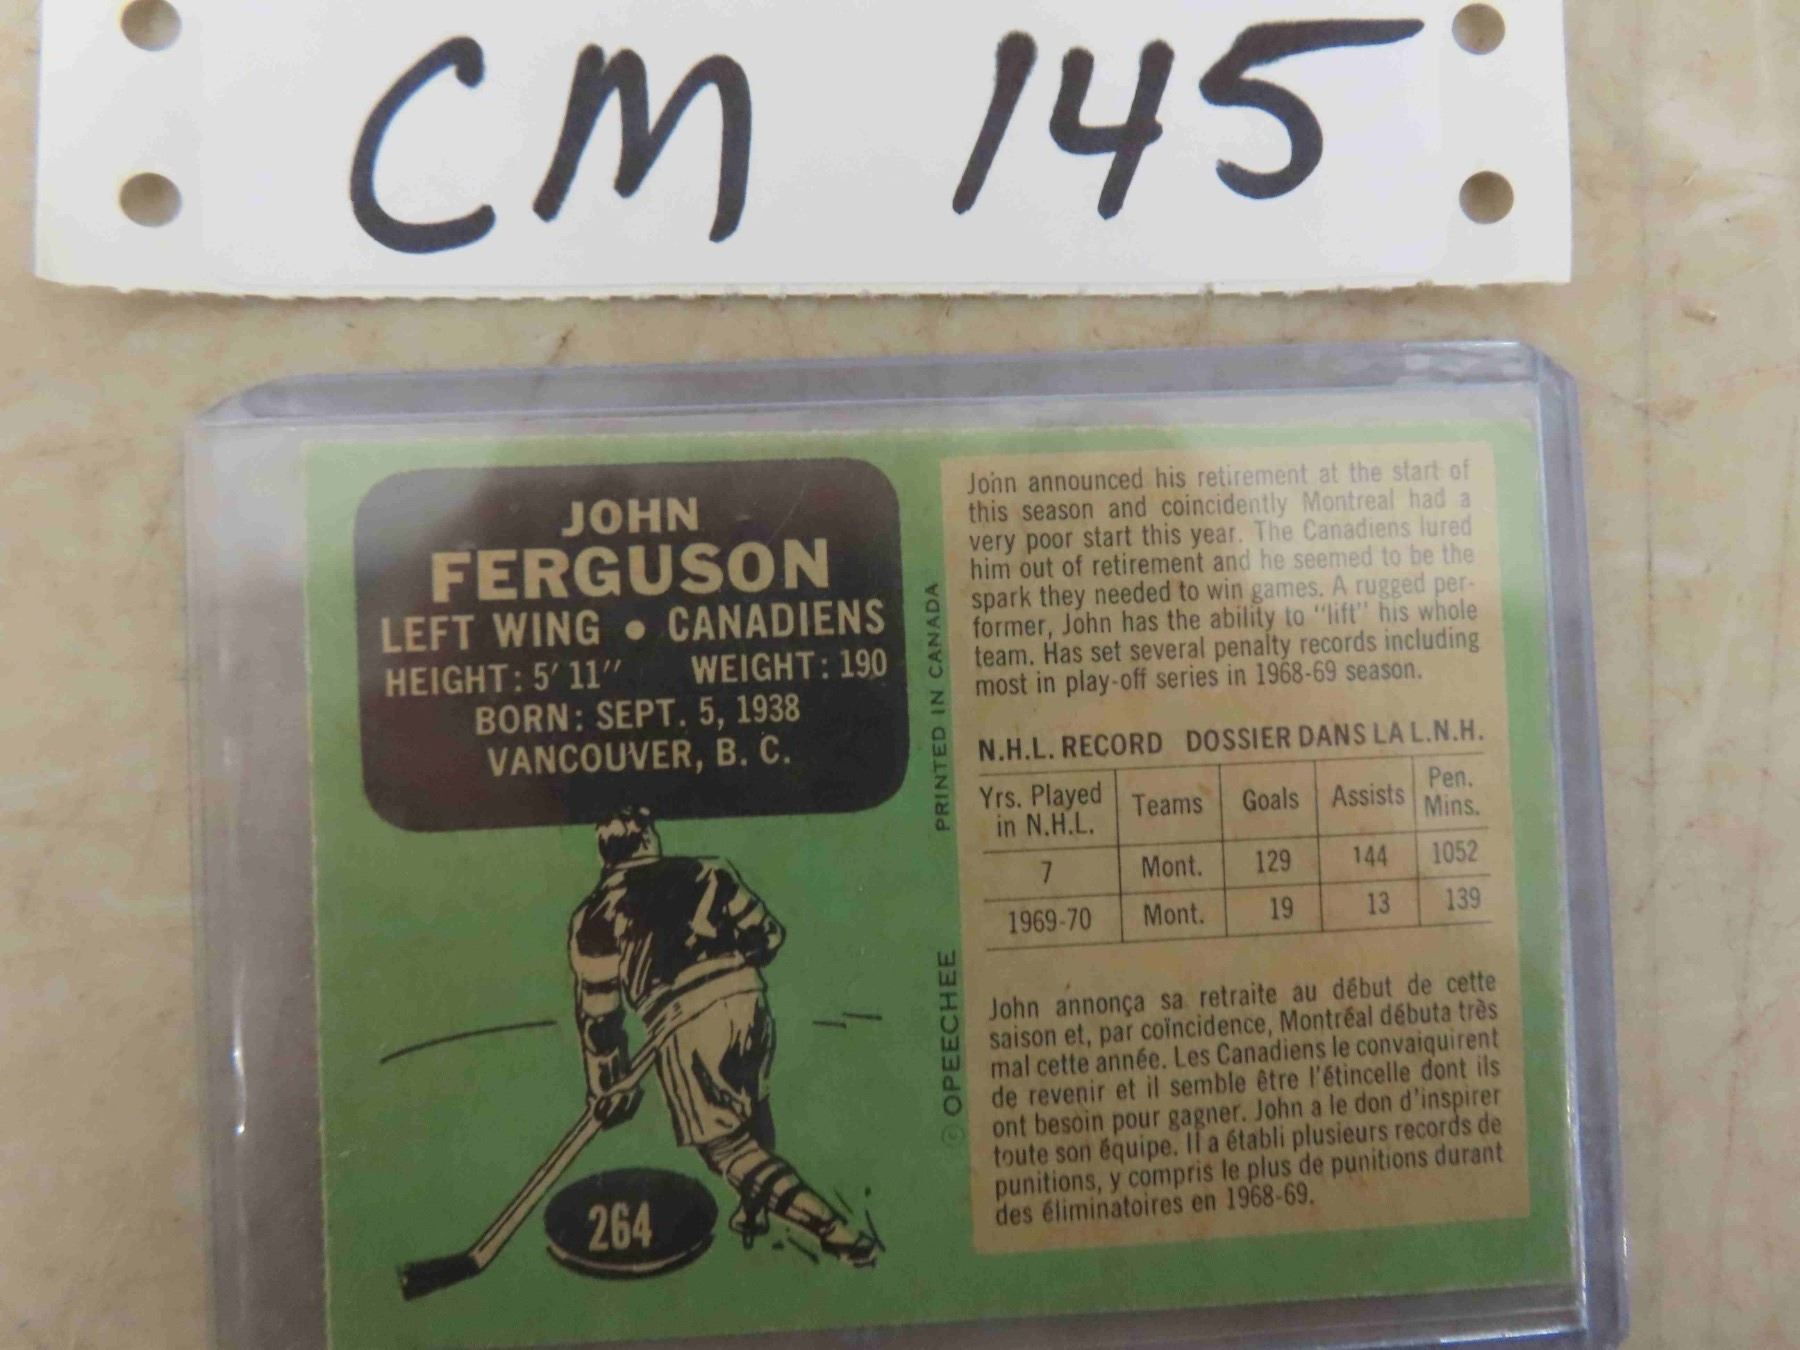 CM 145
JOHN
FERGUSON
LEFT WING • CANADIENS
HEIGHT: 5' 11" WEIGHT: 190
BORN: SEPT. 5, 1938
VANCOUVER, B. C.
264
© OPEECHEE PRINTED IN CANADA
John announced his retirement at the start of
this season and coincidently Montreal had a
very poor start this year. The Canadiens lured
him out of retirement and he seemed to be the
spark they needed to win games. A rugged per-
former, John has the ability to "lift" his whole
team. Has set several penalty records including
most in play-off series in 1968-69 season.
N.H.L. RECORD DOSSIER DANS LA L.N.H.
Yrs. Played in N.H.L. Teams Goals Assists Pen. Mins.
7 Mont. 129 144 1052
1969-70 Mont. 19 13 139
John annonça sa retraite au début de cette
saison et, par coïncidence, Montréal débuta très
mal cette année. Les Canadiens le convaiquirent
de revenir et il semble être l'étincelle dont ils
ont besoin pour gagner. John a le don d'inspirer
toute son équipe. Il a établi plusieurs records de
punitions, y compris le plus de punitions durant
des éliminatoires en 1968-69.